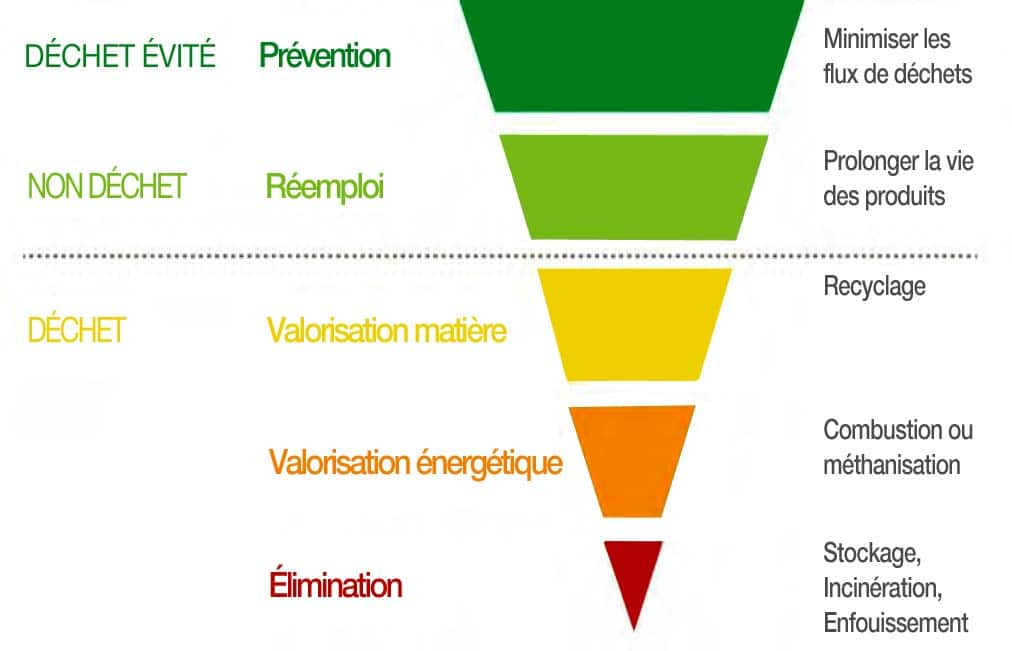 DÉCHET ÉVITÉ
Prévention
Minimiser les
flux de déchets
NON DÉCHET
Réemploi
Prolonger la vie
des produits
DÉCHET
Valorisation matière
Recyclage
Valorisation énergétique
Combustion ou
méthanisation
Élimination
Stockage,
Incinération,
Enfouissement